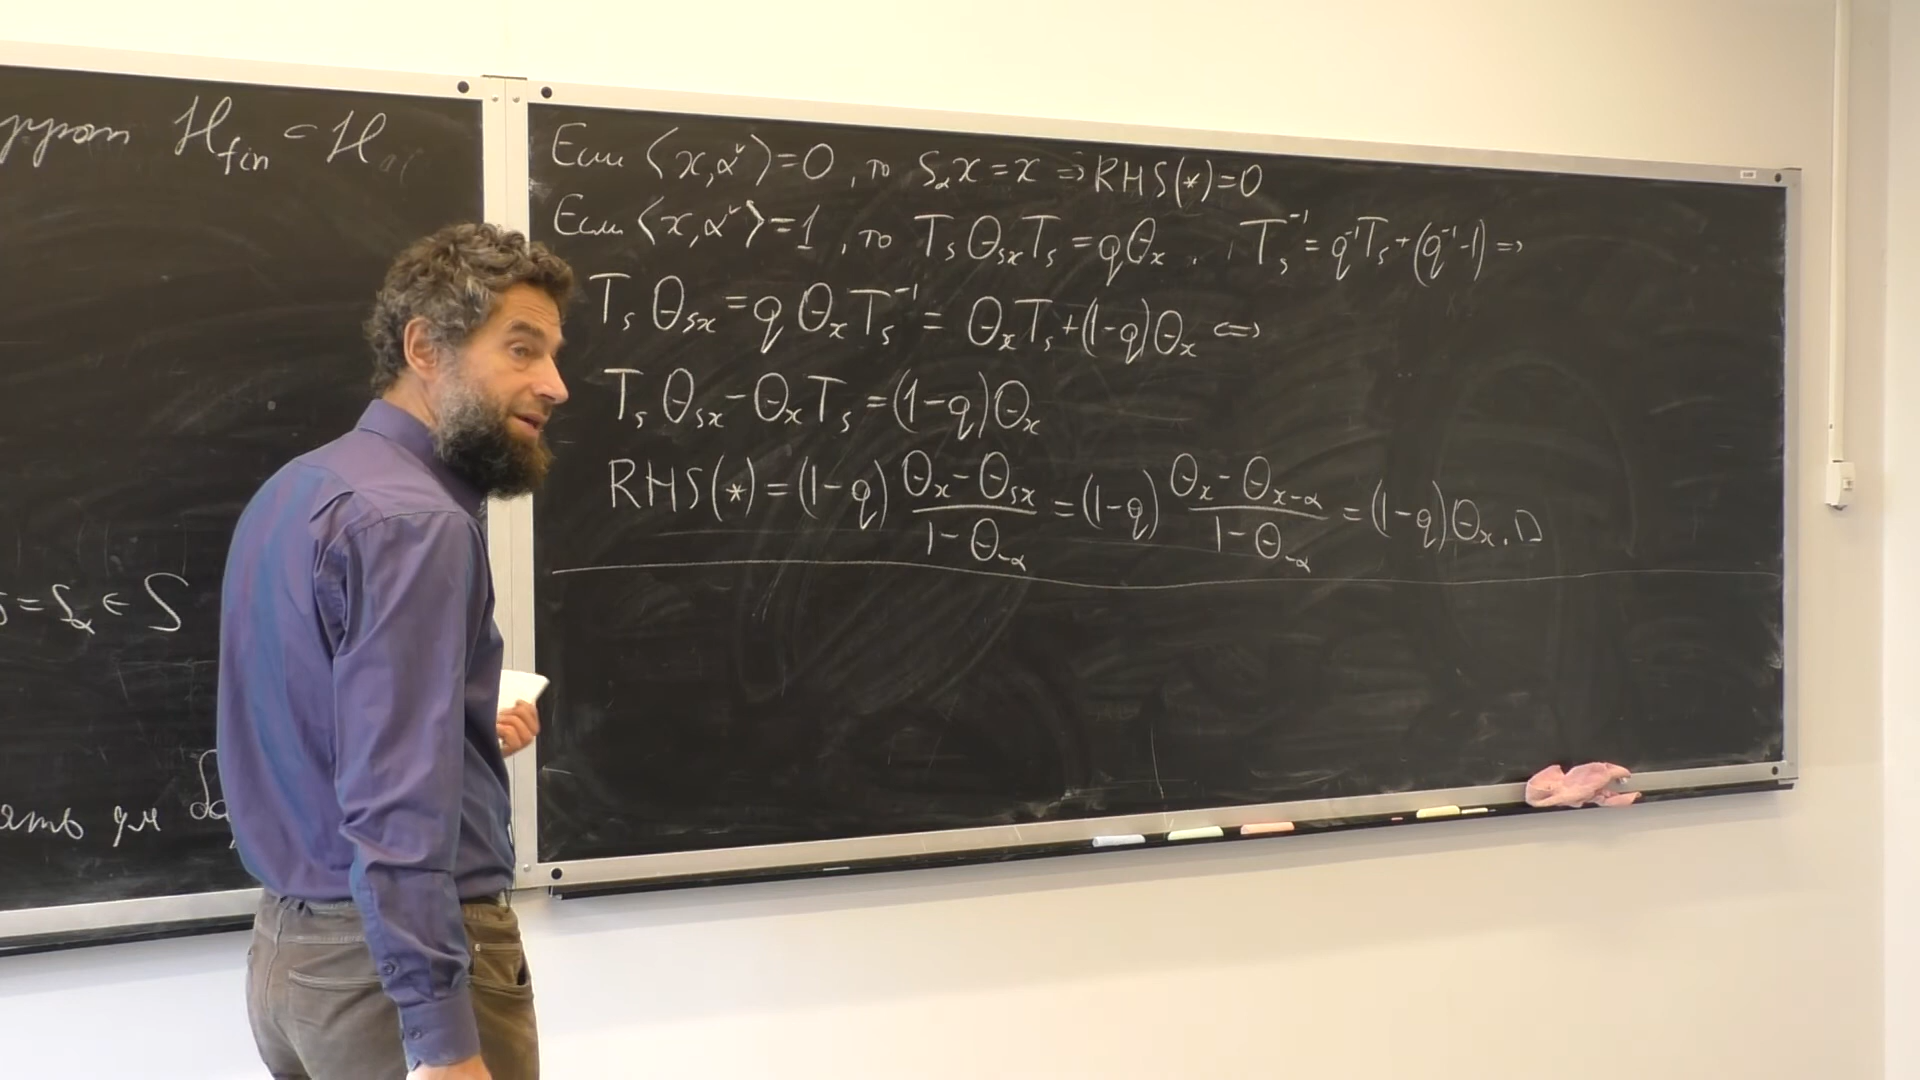 H_fin ⊂ H
s = s_α ∈ S
для
Если ⟨x, α^∨⟩ = 0, то S_α x = x ⇒ RHS(*) = 0
Если ⟨x, α^∨⟩ = 1, то T_s Θ_{sx} T_s = qΘ_x. T_s^{-1} = q^{-1}T_s + (q^{-1}-1) ⇒
T_s Θ_{sx} = q Θ_x T_s^{-1} = Θ_x T_s + (1-q)Θ_x ⇔
T_s Θ_{sx} - Θ_x T_s = (1-q)Θ_x
RHS(*) = (1-q) (Θ_x - Θ_{sx})/(1-Θ_{-α}) = (1-q) (Θ_x - Θ_{x-α})/(1-Θ_{-α}) = (1-q)Θ_x. □